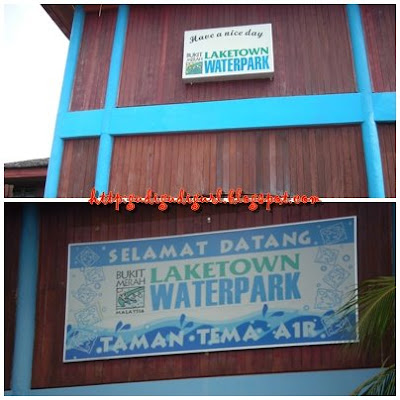 Have a nice day
BUKIT MERAH
LAKETOWN
WATERPARK
SELAMAT DATANG
BUKIT MERAH
MALAYSIA
LAKETOWN
WATERPARK
TAMAN TEMA AIR